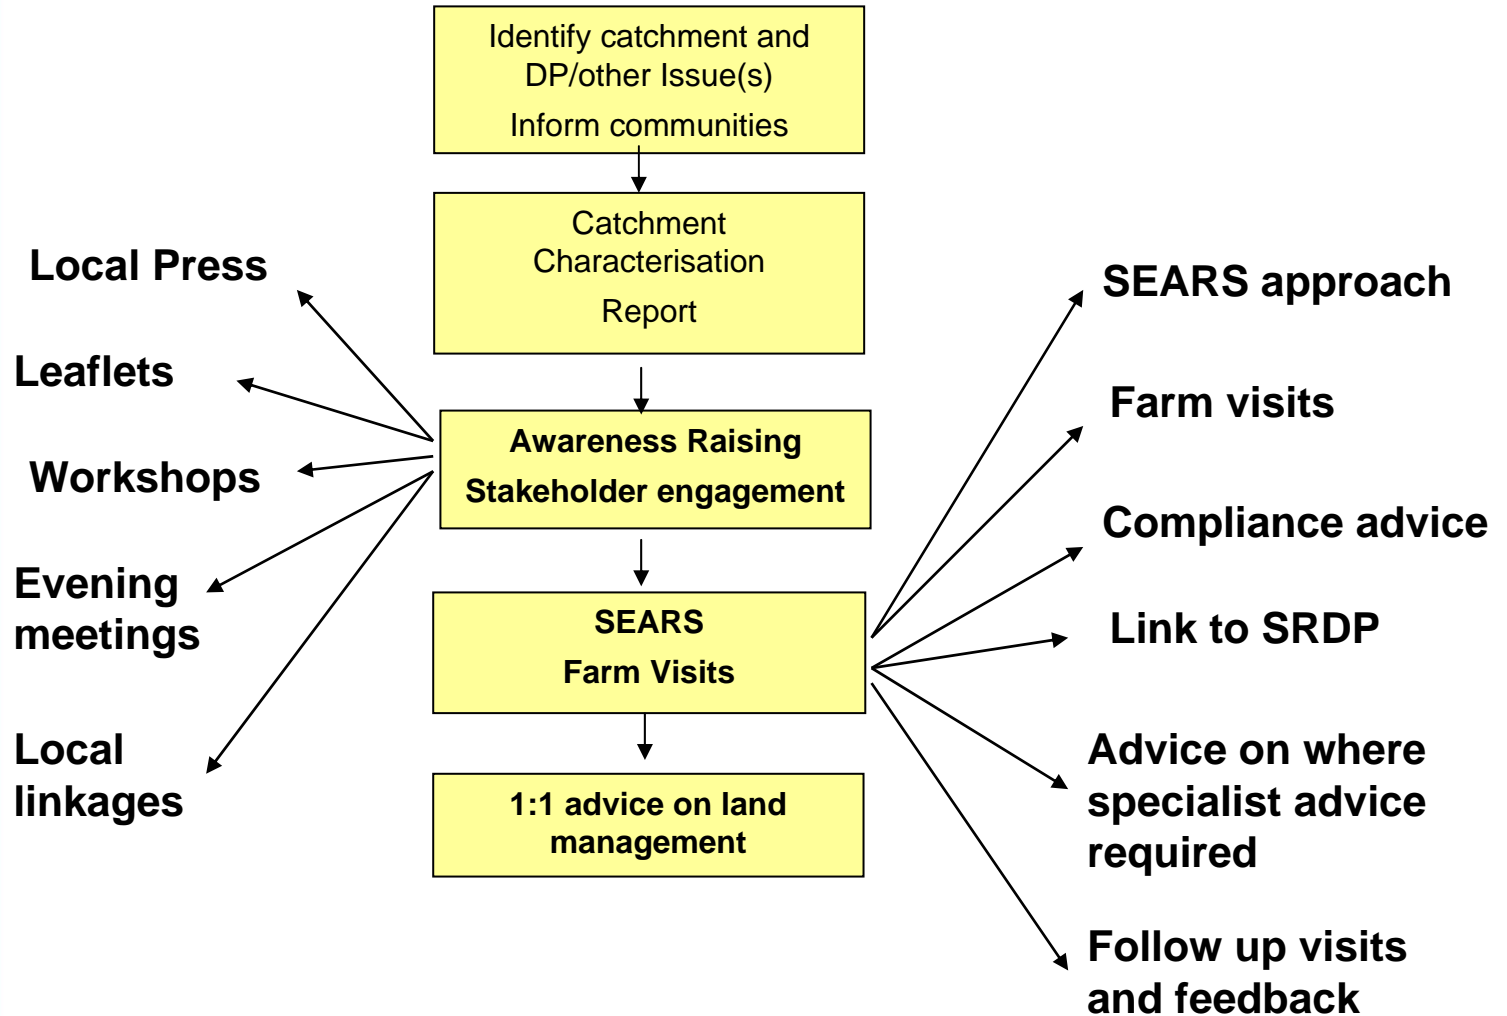 Identify catchment and
DP/other Issue(s)
Inform communities
Catchment
Characterisation
Report
Awareness Raising
Stakeholder engagement
SEARS
Farm Visits
1:1 advice on land
management
Local Press
Leaflets
Workshops
Evening
meetings
Local
linkages
SEARS approach
Farm visits
Compliance advice
Link to SRDP
Advice on where
specialist advice
required
Follow up visits
and feedback